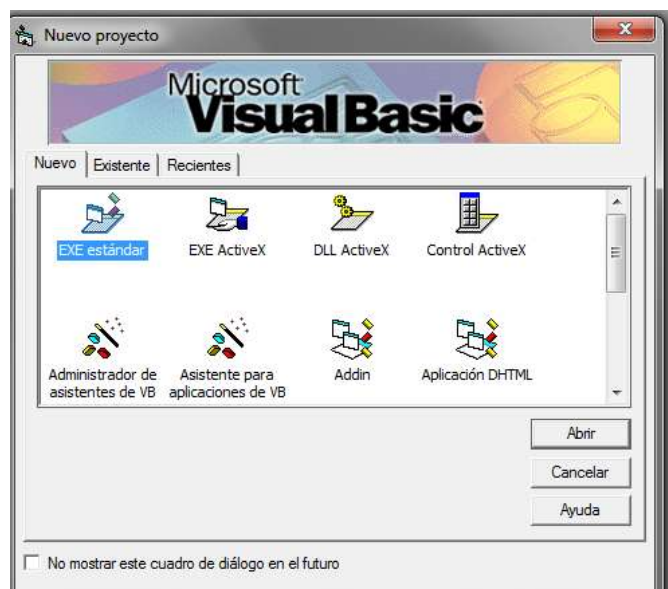 Nuevo proyecto
Microsoft
Visual Basic
Nuevo
Existente
Recientes
EXE estándar
EXE ActiveX
DLL ActiveX
Control ActiveX
Administrador de
asistentes de VB
Asistente para
aplicaciones de VB
Addin
Aplicación DHTML
Abrir
Cancelar
Ayuda
No mostrar este cuadro de diálogo en el futuro